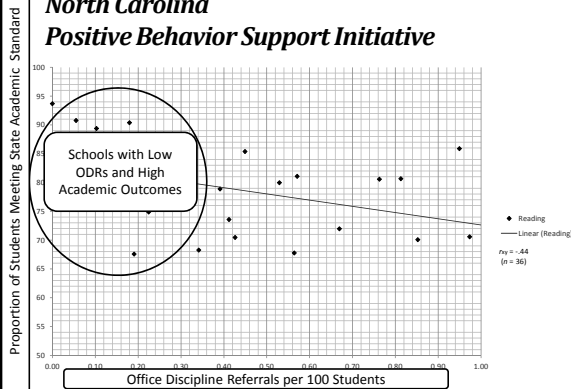 North Carolina
Positive Behavior Support Initiative
Proportion of Students Meeting State Academic Standard
100
95
90
85
80
75
70
65
60
55
50
Schools with Low
ODRs and High
Academic Outcomes
Reading
Linear (Reading)
rxy = -.44
(n = 36)
0.00 0.10 0.20 0.30 0.40 0.50 0.60 0.70 0.80 0.90 1.00
Office Discipline Referrals per 100 Students